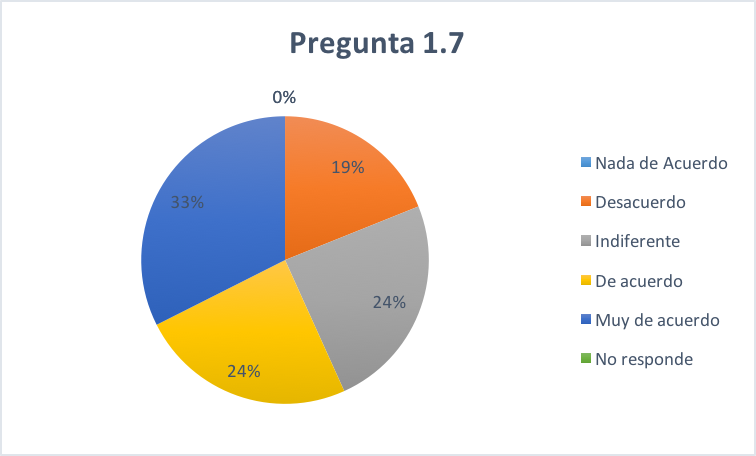 Pregunta 1.7
0%
19%
33%
24%
24%
Nada de Acuerdo
Desacuerdo
Indiferente
De acuerdo
Muy de acuerdo
No responde